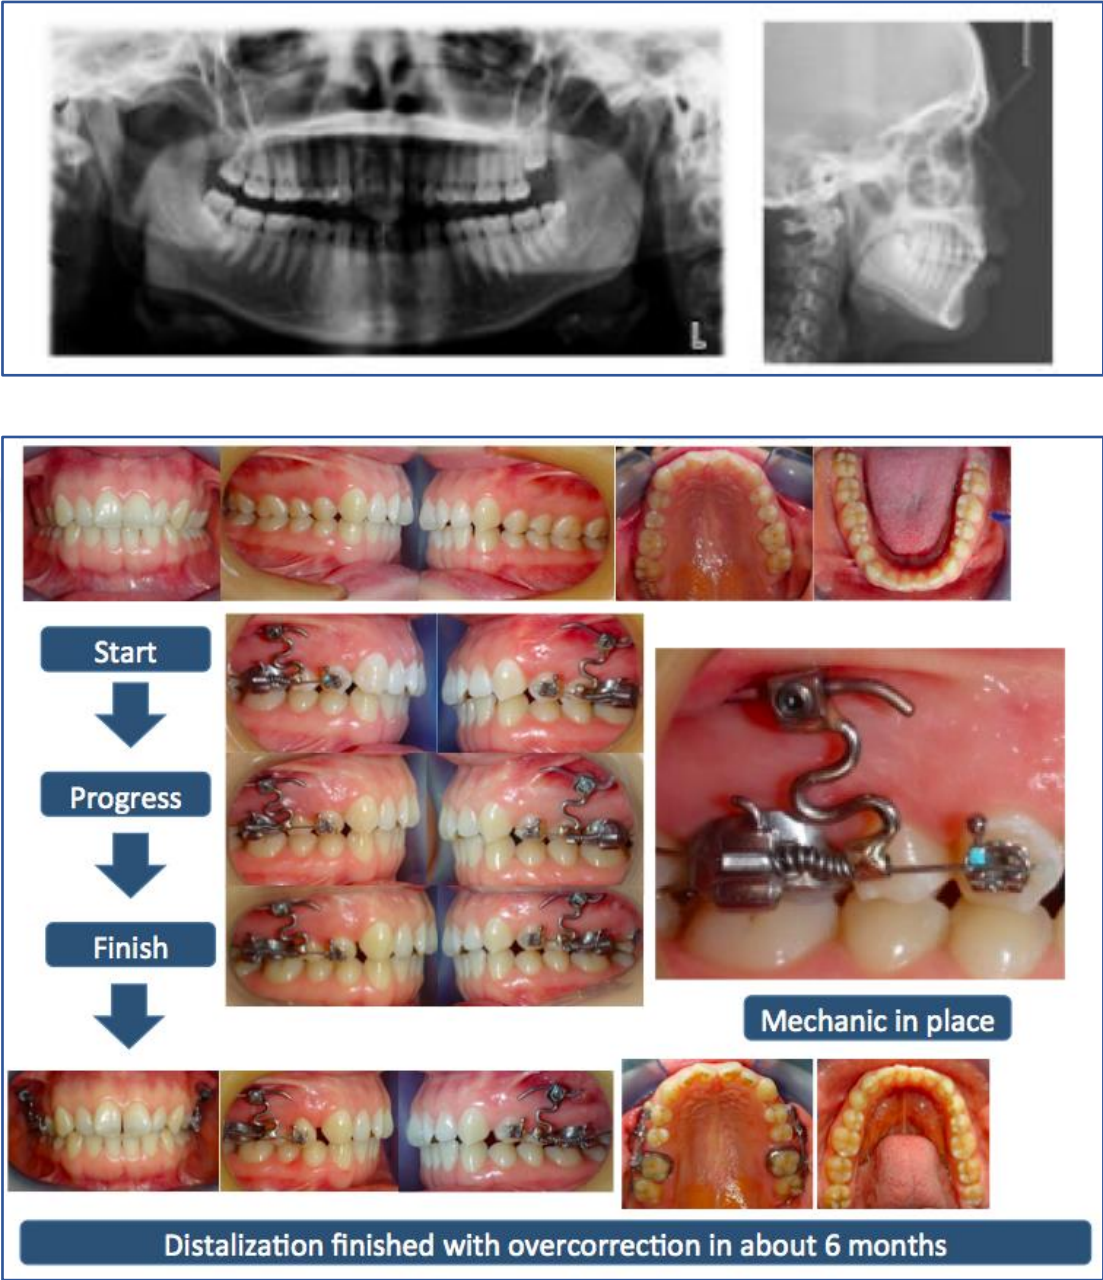 L
Start
Progress
Finish
Mechanic in place
Distalization finished with overcorrection in about 6 months